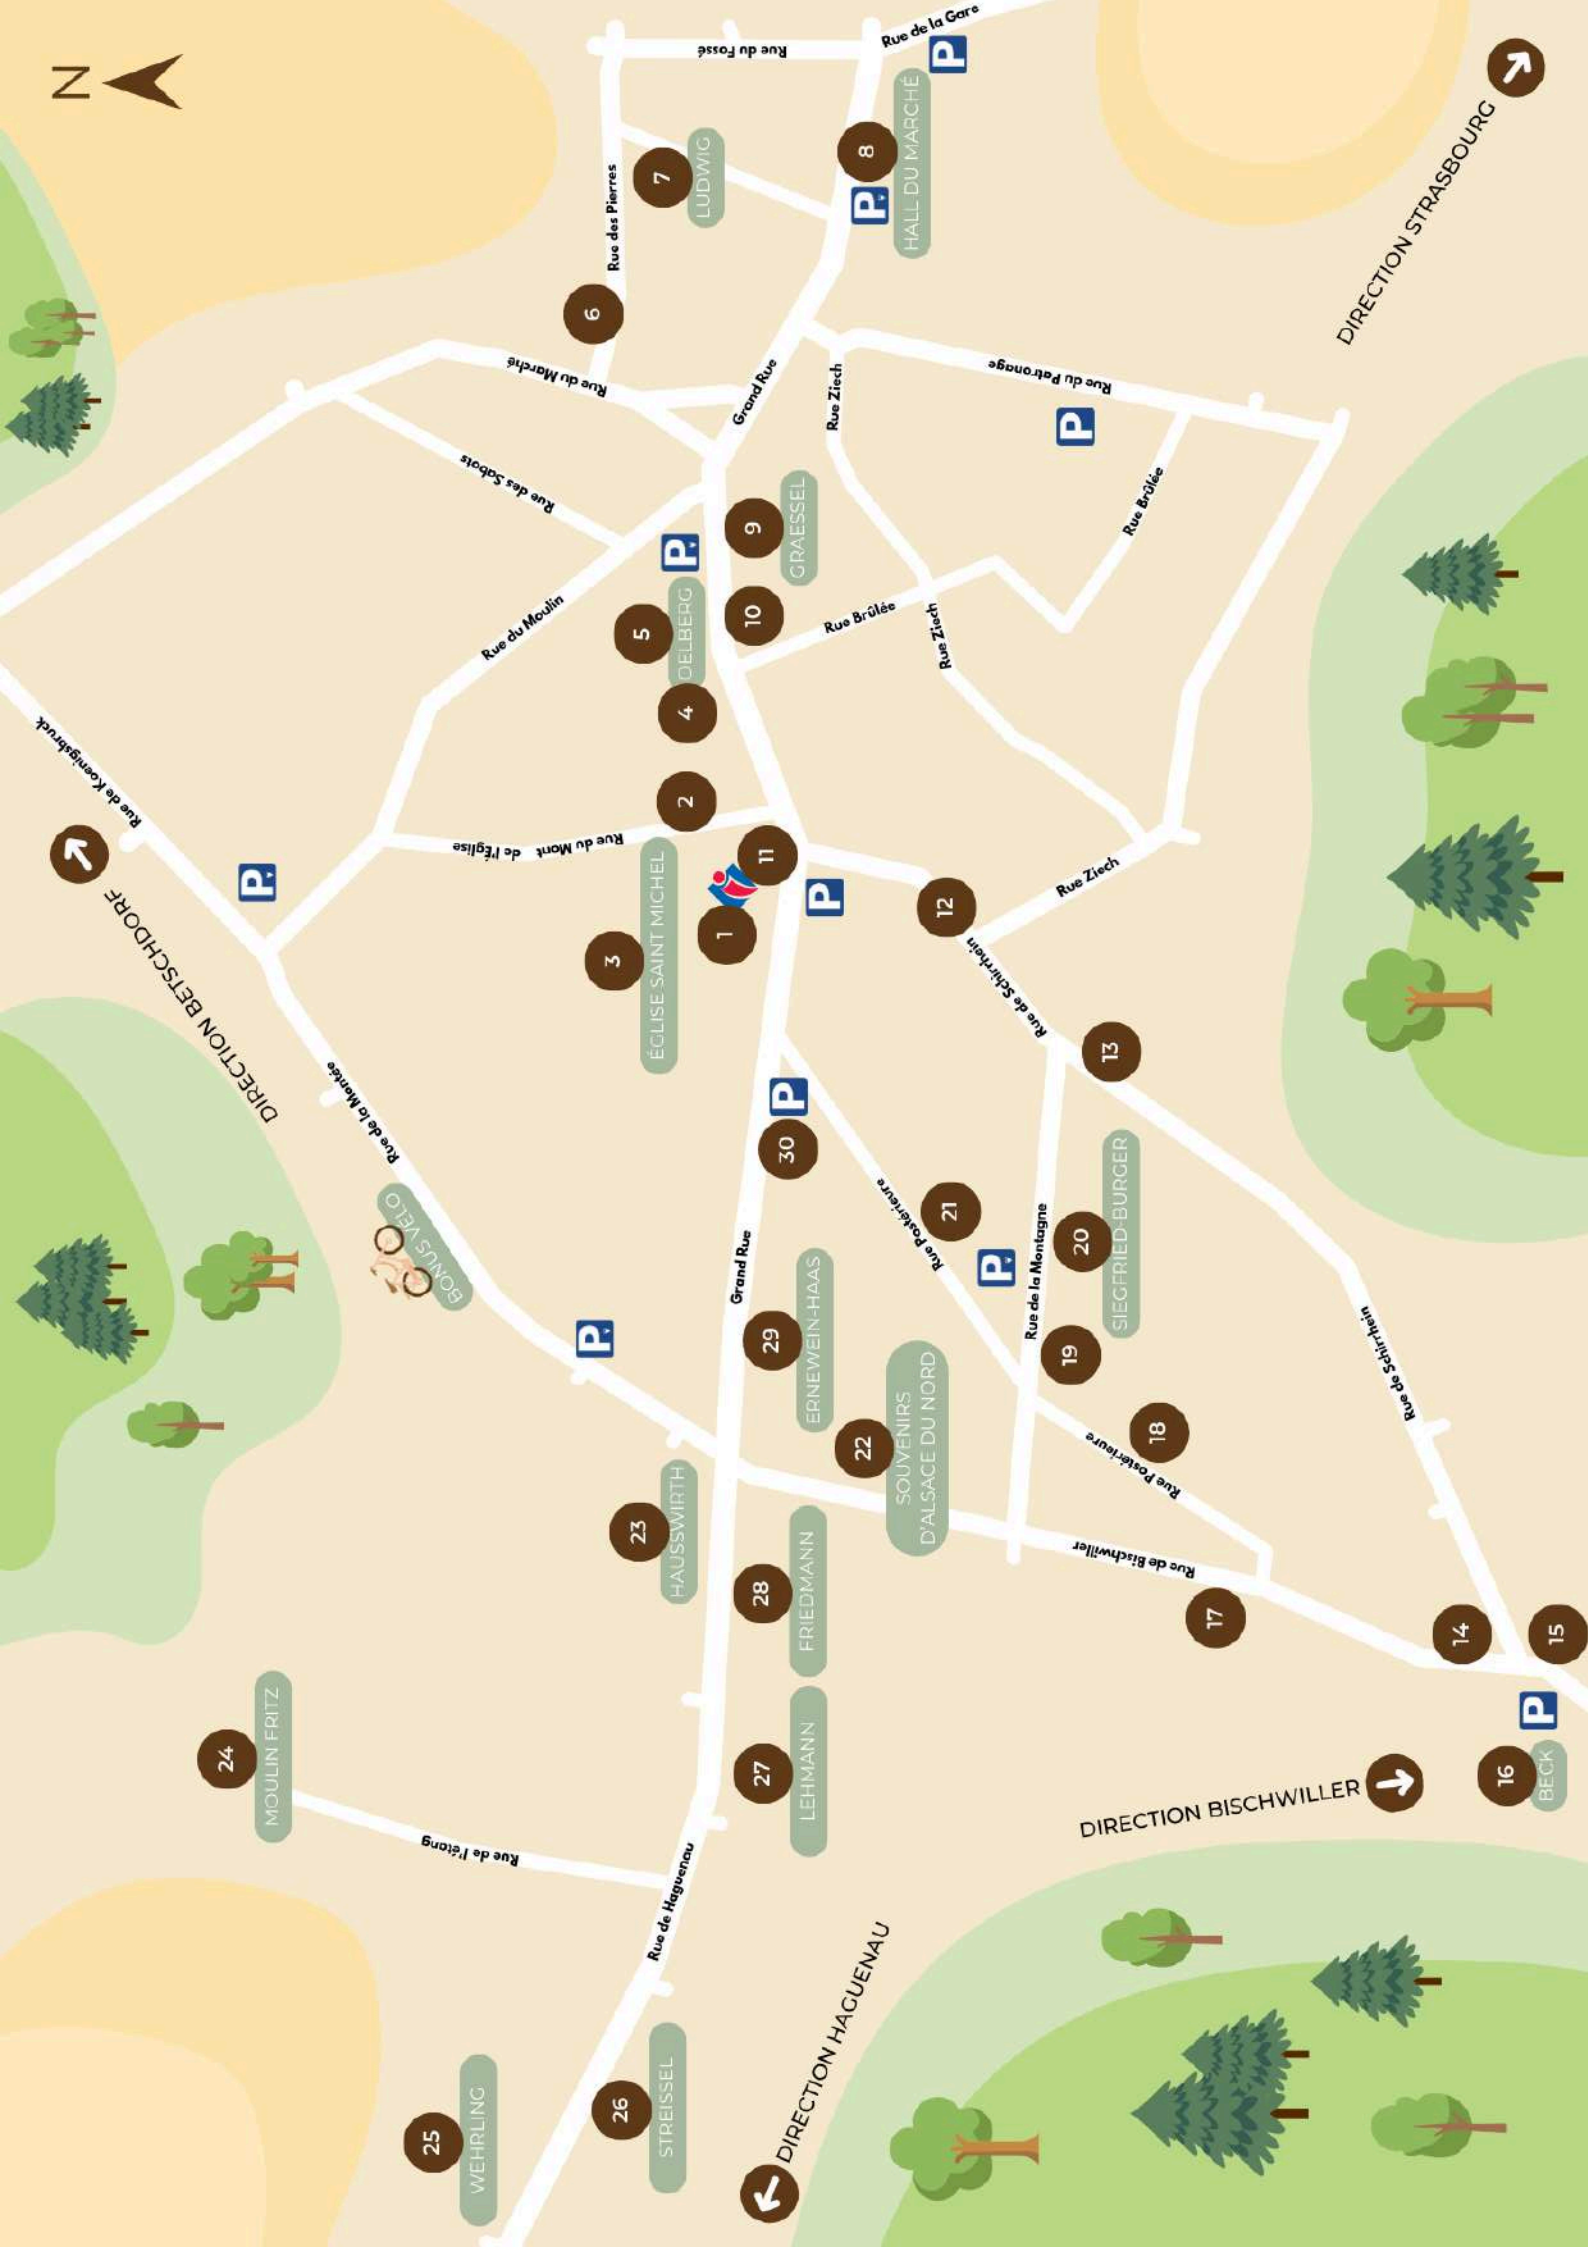 N
DIRECTION BETSCHDORF
Rue de Koenigsbruck
24
MOULIN FRITZ
Rue de la Montée
BONUS VELO
25
WEHRLING
Rue de l'étang
Rue du Mont de l'Église
Rue du Moulin
Rue des Sabots
Rue du Marché
6
Rue des Pierres
7
LUDWIG
Rue du Fossé
26
STREISSEL
Rue de Haguenau
23
HAUSSWIRTH
3
ÉGLISE SAINT MICHEL
2
4
5
OELBERG
P
P
P
1
11
9
GRAESSEL
10
Grand Rue
Grand Rue
8
HALL DU MARCHÉ
P
P
Rue de la Gare
DIRECTION HAGUENAU
27
LEHMANN
28
FRIEDMANN
29
ERNEWEIN-HAAS
30
P
P
22
SOUVENIRS
D'ALSACE DU NORD
Rue Postérieure
21
P
12
Rue Brûlée
Rue Ziech
Rue Ziech
Rue Ziech
Rue de Schirrhein
Rue du Patronage
P
Rue Brûlée
Rue de la Montagne
19
20
SIEGFRIED-BURGER
13
Rue de Bischwiller
Rue Postérieure
18
17
DIRECTION BISCHWILLER
Rue de Schirrhein
DIRECTION STRASBOURG
14
15
P
16
BECK